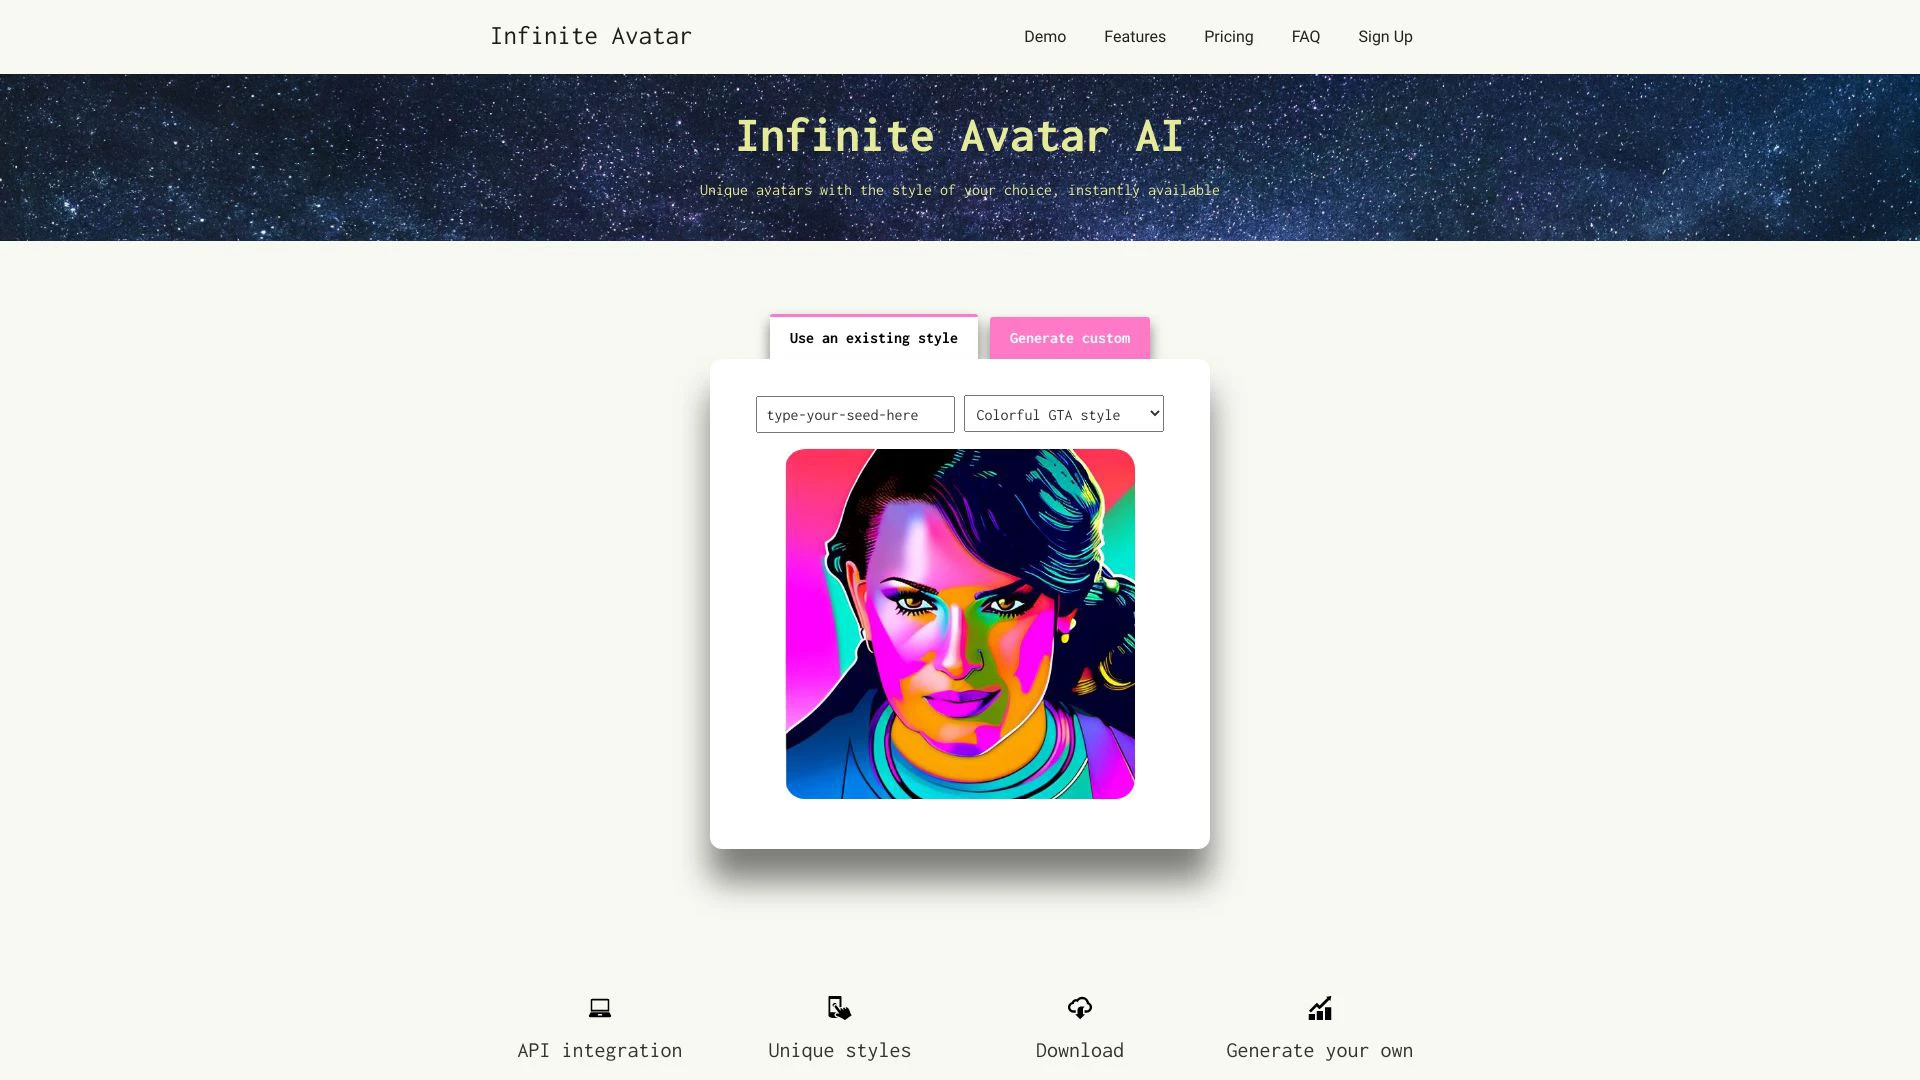 Infinite Avatar
Demo Features Pricing FAQ Sign Up
Infinite Avatar AI
Unique avatars with the style of your choice, instantly available
Use an existing style
Generate custom
type-your-seed-here
Colorful GTA style
API integration
Unique styles
Download
Generate your own